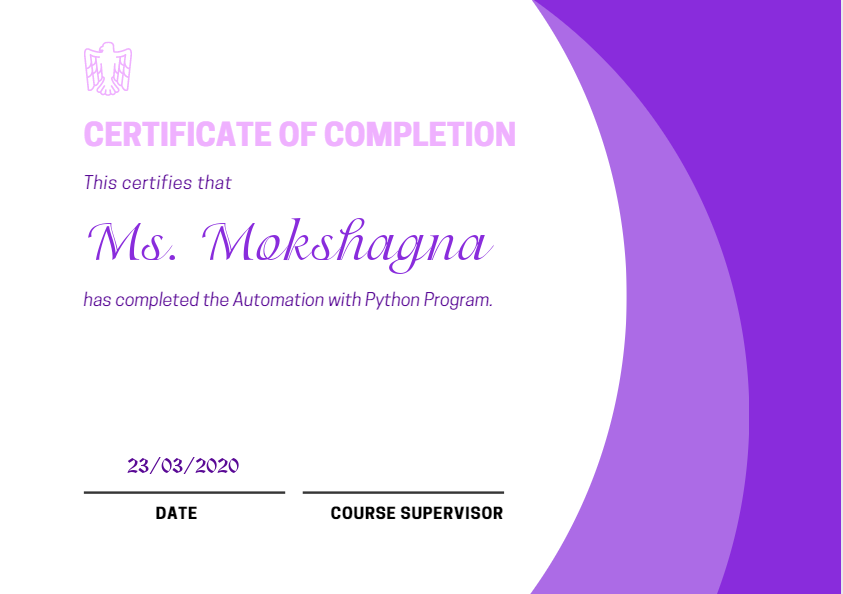 CERTIFICATE OF COMPLETION
This certifies that
Ms. Mokshagna
has completed the Automation with Python Program.
23/03/2020
DATE
COURSE SUPERVISOR